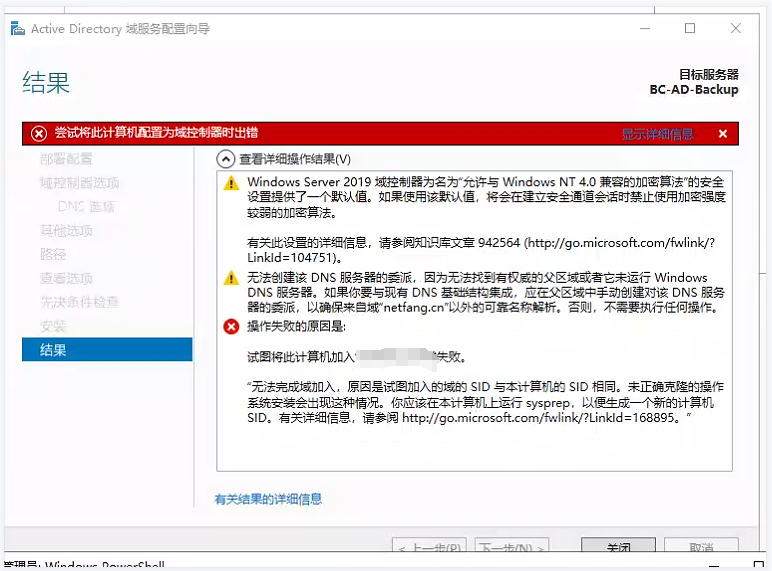 Active Directory 域服务配置向导
结果
目标服务器
BC-AD-Backup
尝试将此计算机配置为域控制器时出错
显示详细信息
部署配置
域控制器选项
DNS 选项
其他选项
路径
查看选项
先决条件检查
安装
结果
查看详细操作结果(V)
Windows Server 2019 域控制器为名为“允许与 Windows NT 4.0 兼容的加密算法”的安全
设置提供了一个默认值。如果使用该默认值，将会在建立安全通道会话时禁止使用加密强度
较弱的加密算法。
有关此设置的详细信息，请参阅知识库文章 942564 (http://go.microsoft.com/fwlink/?
LinkId=104751)。
无法创建该 DNS 服务器的委派，因为无法找到有权威的父区域或者它未运行 Windows
DNS 服务器。如果你要与现有 DNS 基础结构集成，应在父区域中手动创建对该 DNS 服务
器的委派，以确保来自域“netfang.cn”以外的可靠名称解析。否则，不需要执行任何操作。
操作失败的原因是:
试图将此计算机加入“失败。
“无法完成域加入，原因是试图加入的域的 SID 与本计算机的 SID 相同。未正确克隆的操作
系统安装会出现这种情况。你应该在本计算机上运行 sysprep，以便生成一个新的计算机
SID。有关详细信息，请参阅 http://go.microsoft.com/fwlink/?LinkId=168895。”
有关结果的详细信息
< 上一步(P)
下一步(N) >
关闭
取消
管理员: Windows PowerShell